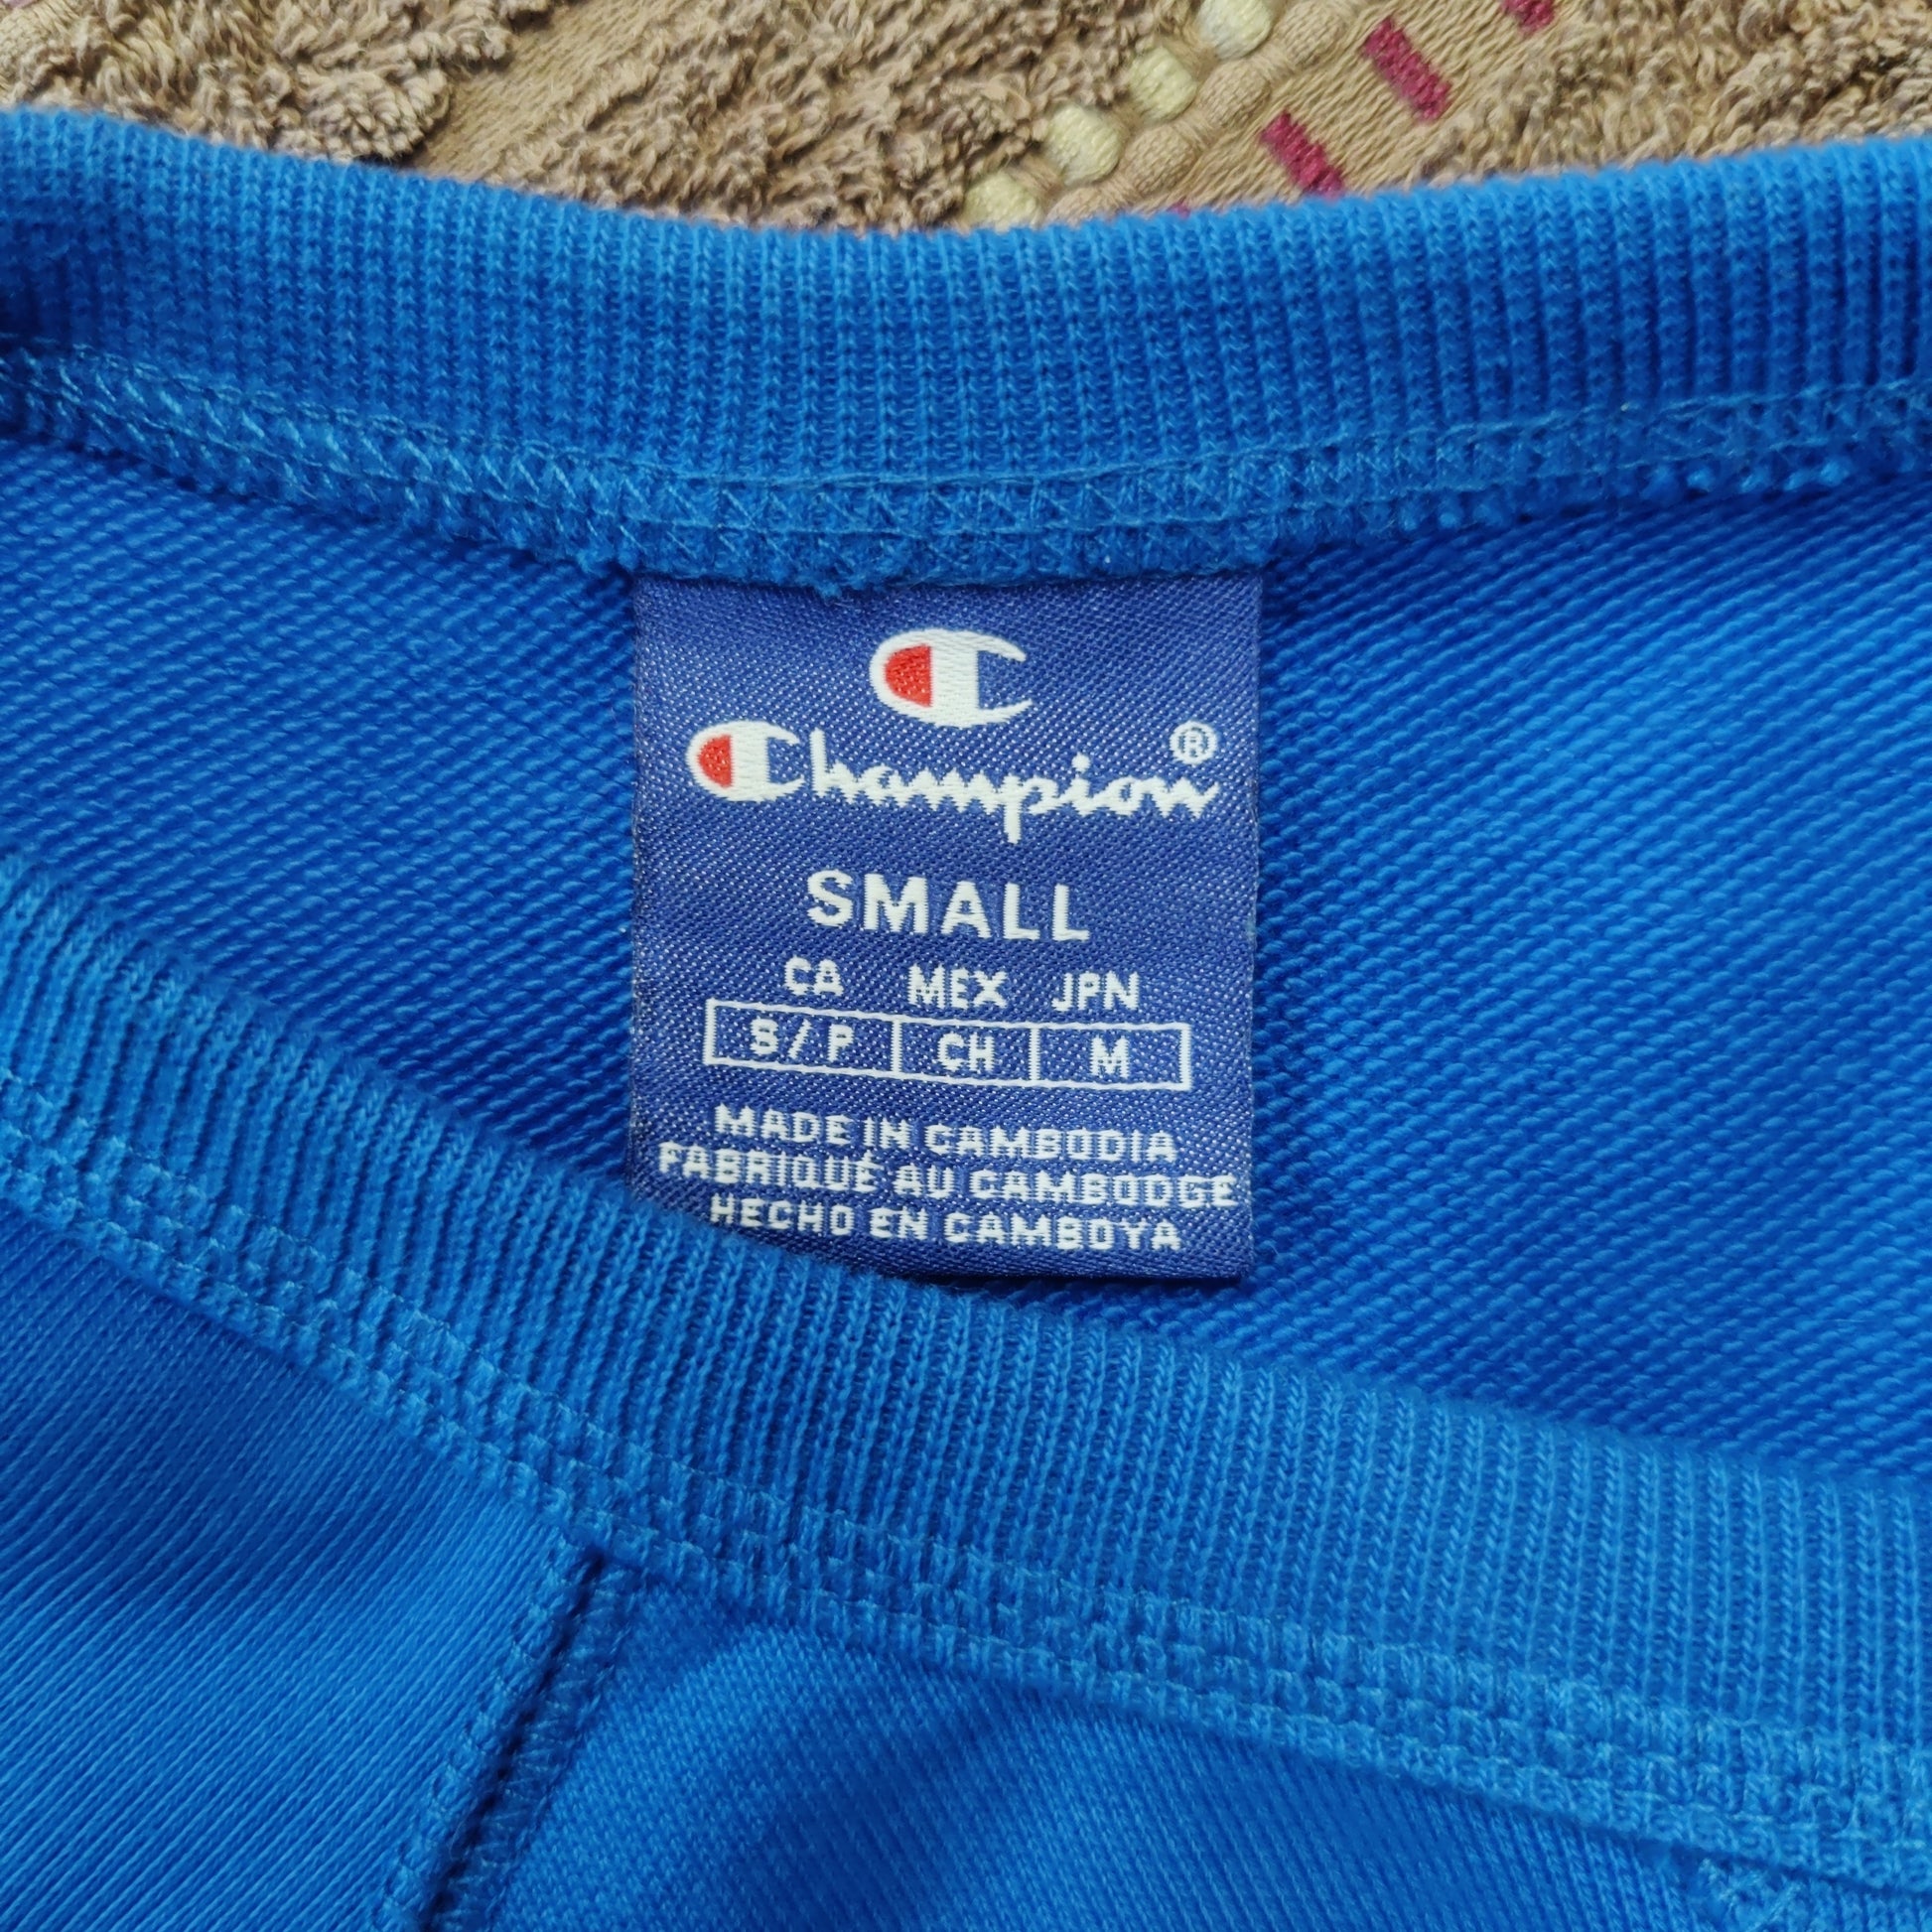 Champion®
SMALL
CA MEX JPN
S/P CH M
MADE IN CAMBODIA
FABRIQUÉ AU CAMBODGE
HECHO EN CAMBOYA